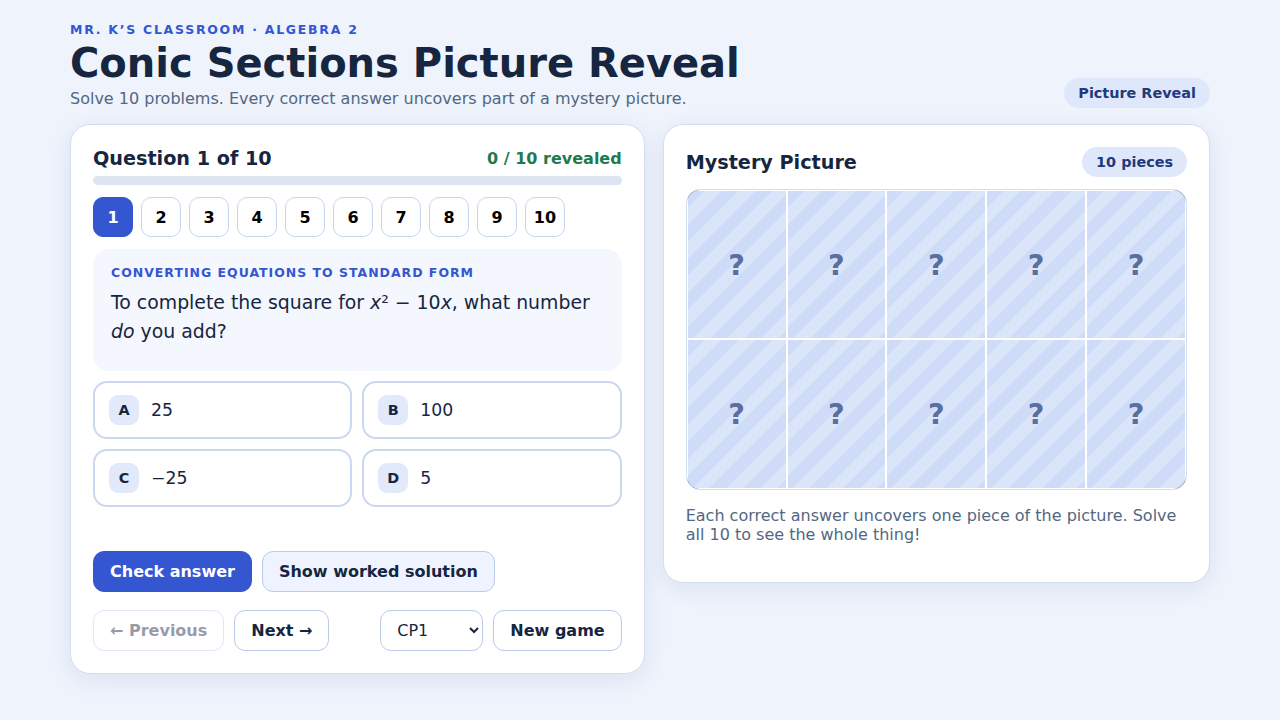 MR. K’S CLASSROOM · ALGEBRA 2
Conic Sections Picture Reveal
Solve 10 problems. Every correct answer uncovers part of a mystery picture.
Picture Reveal
Question 1 of 10
0 / 10 revealed
1 2 3 4 5 6 7 8 9 10
CONVERTING EQUATIONS TO STANDARD FORM
To complete the square for x² − 10x, what number
do you add?
A 25
B 100
C −25
D 5
Check answer
Show worked solution
← Previous
Next →
CP1
New game
Mystery Picture
10 pieces
? ? ? ? ?
? ? ? ? ?
Each correct answer uncovers one piece of the picture. Solve
all 10 to see the whole thing!